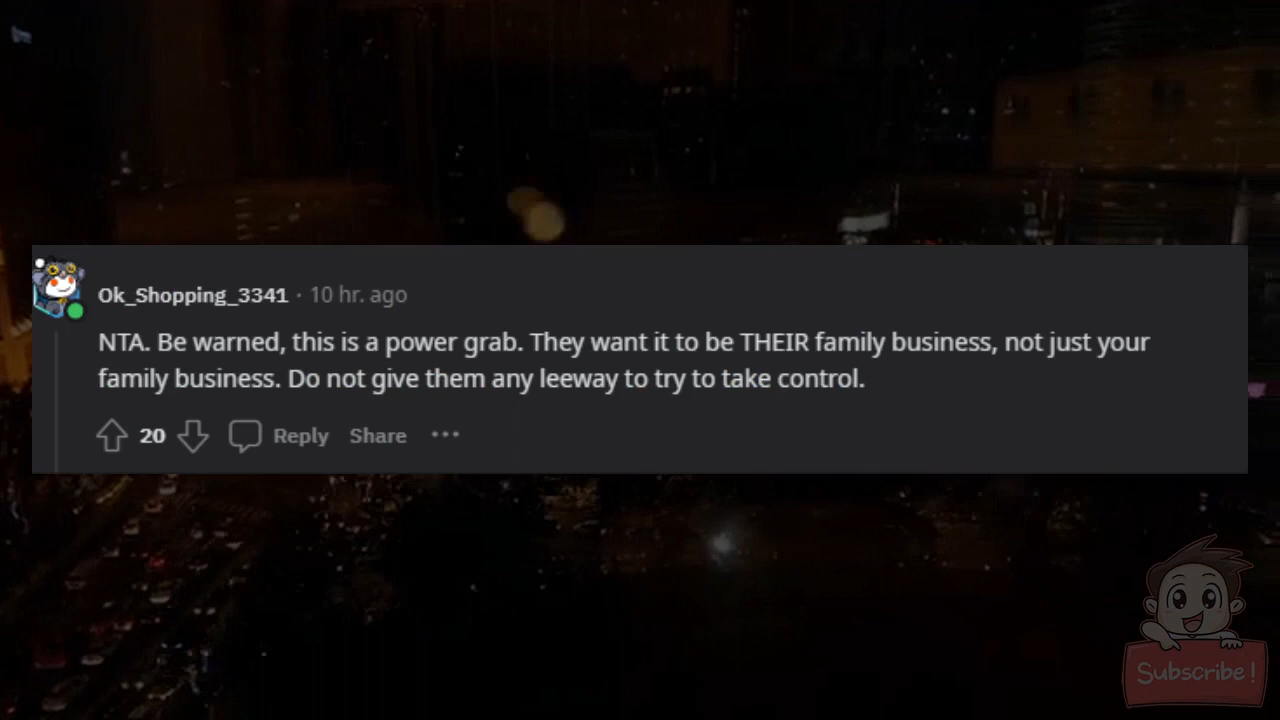 Ok_Shopping_3341 · 10 hr. ago
NTA. Be warned, this is a power grab. They want it to be THEIR family business, not just your
family business. Do not give them any leeway to try to take control.
20 Reply Share ···
Subscribe!